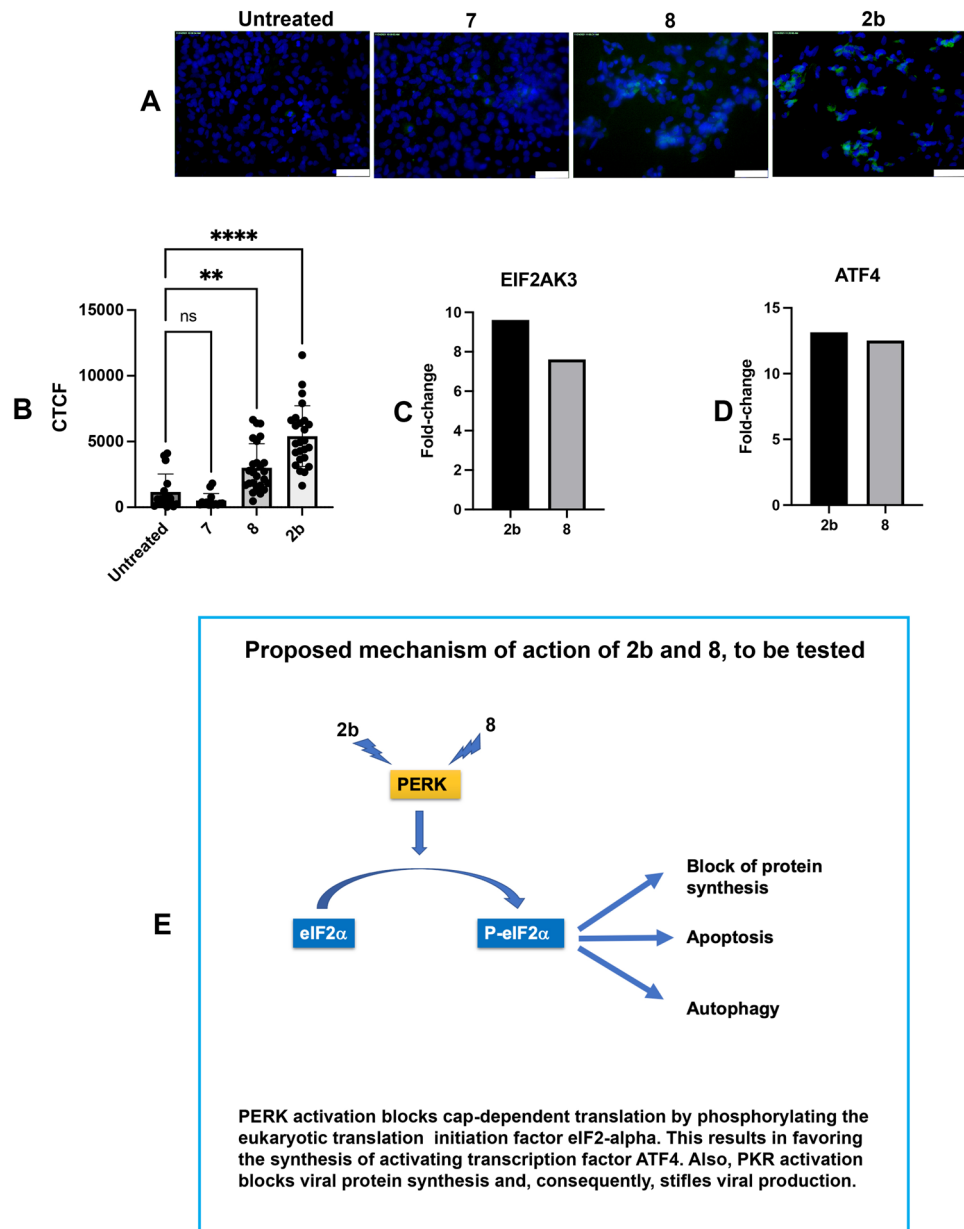 Untreated 7 8 2b
A
B
CTCF
15000
10000
5000
0
****
**
ns
Untreated
7
8
2b
C
EIF2AK3
Fold-change
10
8
6
4
2
0
2b 8
D
ATF4
Fold-change
15
10
5
0
2b 8
E
Proposed mechanism of action of 2b and 8, to be tested
2b 8
PERK
eIF2α
P-eIF2α
Block of protein
synthesis
Apoptosis
Autophagy
PERK activation blocks cap-dependent translation by phosphorylating the
eukaryotic translation initiation factor eIF2-alpha. This results in favoring
the synthesis of activating transcription factor ATF4. Also, PKR activation
blocks viral protein synthesis and, consequently, stifles viral production.